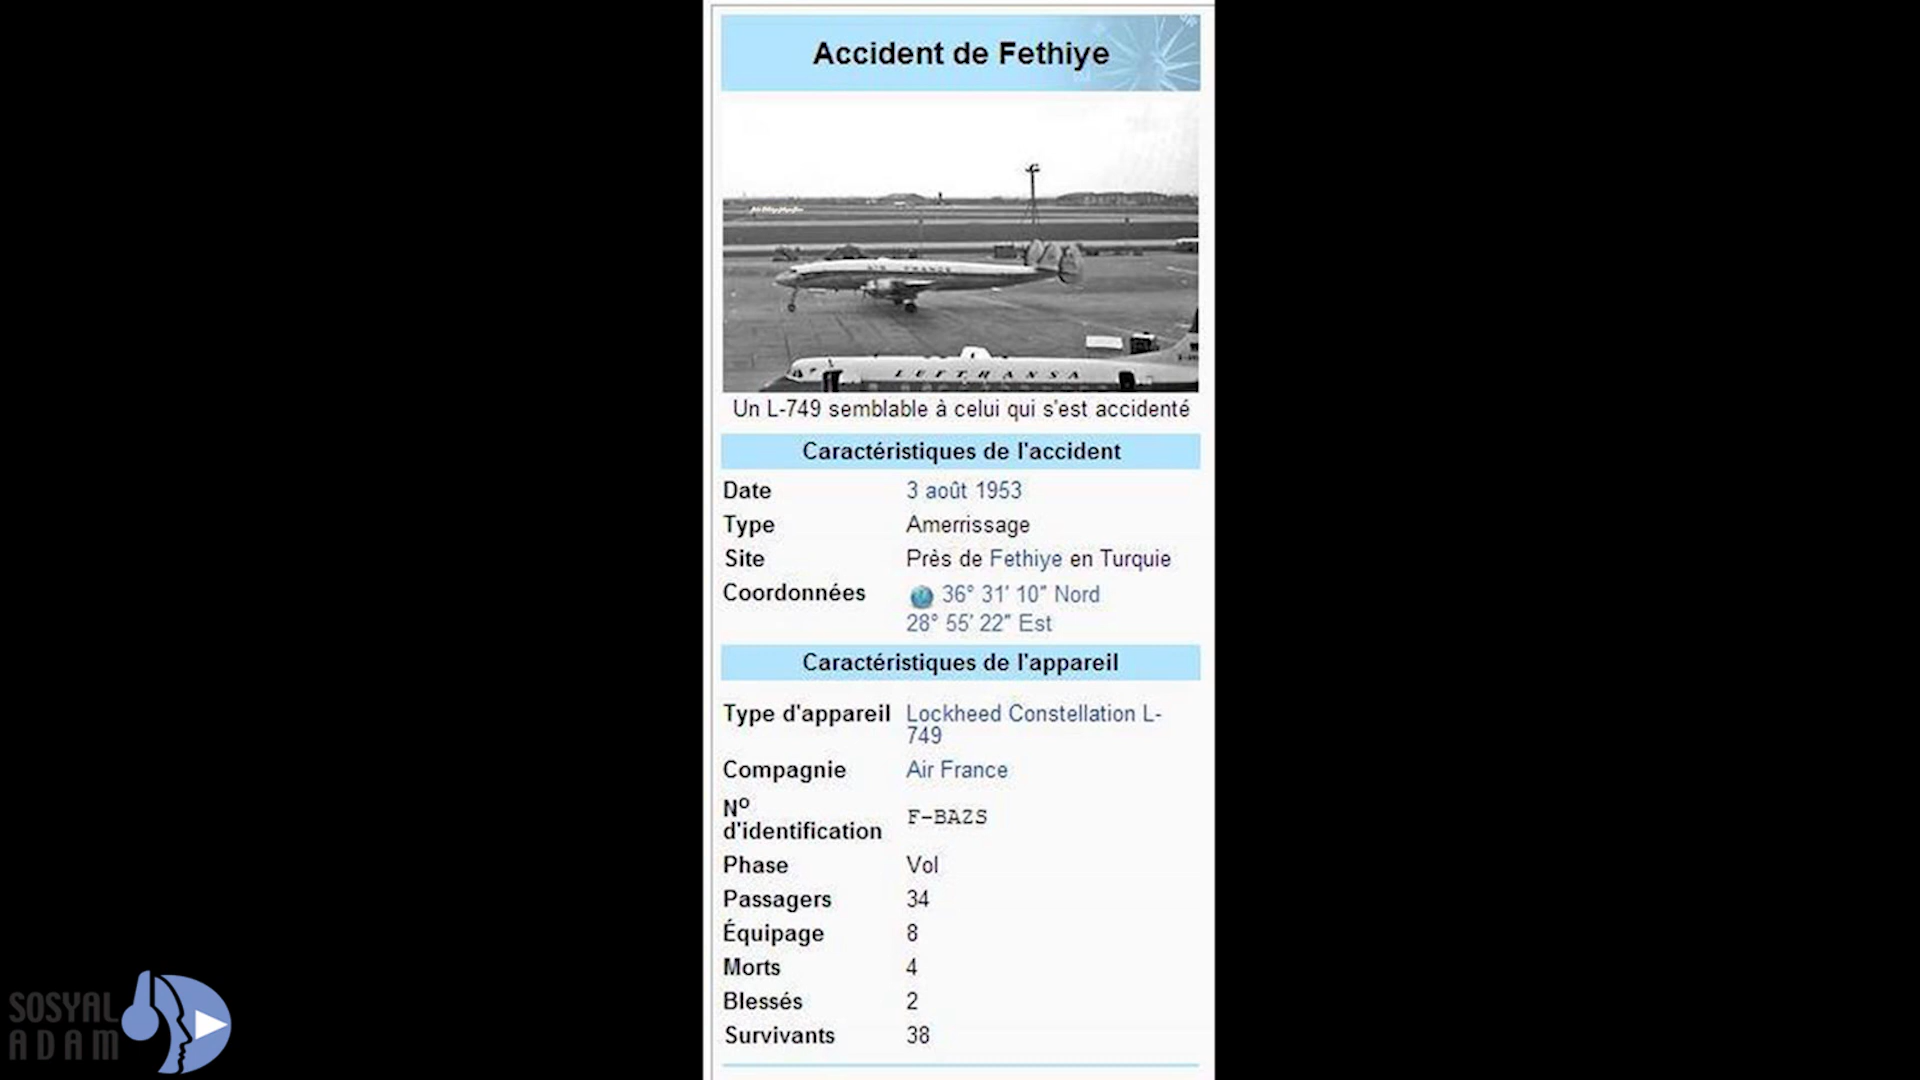 Accident de Fethiye
AIR FRANCE
LUFTHANSA
Un L-749 semblable à celui qui s'est accidenté
Caractéristiques de l'accident
Date 3 août 1953
Type Amerrissage
Site Près de Fethiye en Turquie
Coordonnées 36° 31′ 10″ Nord
28° 55′ 22″ Est
Caractéristiques de l'appareil
Type d'appareil Lockheed Constellation L-
749
Compagnie Air France
Nº
d'identification F-BAZS
Phase Vol
Passagers 34
Équipage 8
Morts 4
Blessés 2
Survivants 38
SOSYAL
ADAM